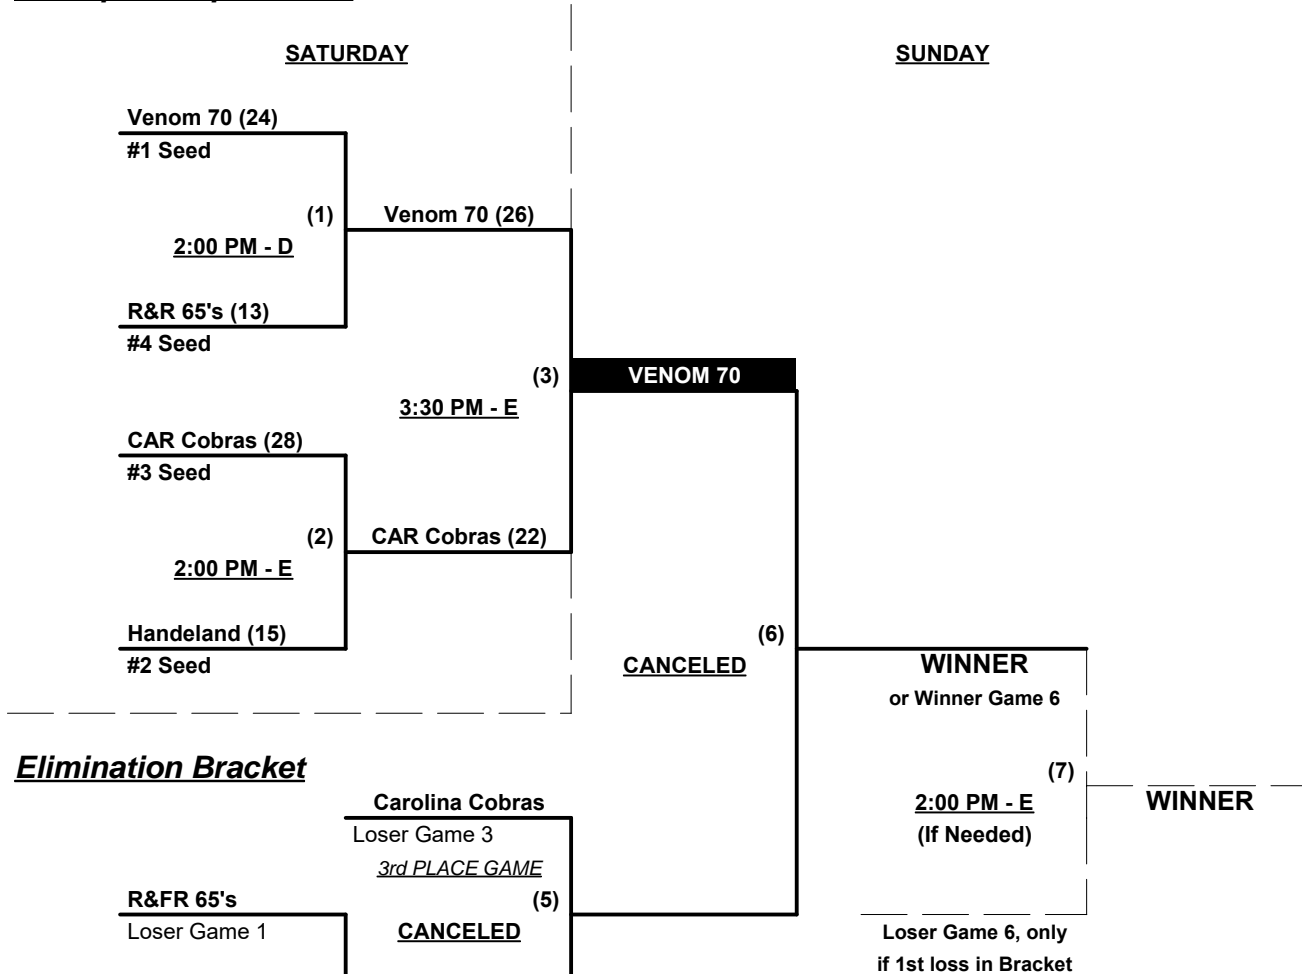 SATURDAY
SUNDAY
Venom 70 (24)
#1 Seed
(1)
Venom 70 (26)
2:00 PM - D
R&R 65's (13)
#4 Seed
(3)
VENOM 70
3:30 PM - E
CAR Cobras (28)
#3 Seed
(2)
CAR Cobras (22)
2:00 PM - E
Handeland (15)
#2 Seed
(6)
CANCELED
WINNER
or Winner Game 6
Elimination Bracket
(7)
Carolina Cobras
2:00 PM - E
WINNER
Loser Game 3
(If Needed)
3rd PLACE GAME
R&FR 65's
(5)
Loser Game 1
CANCELED
Loser Game 6, only
if 1st loss in Bracket